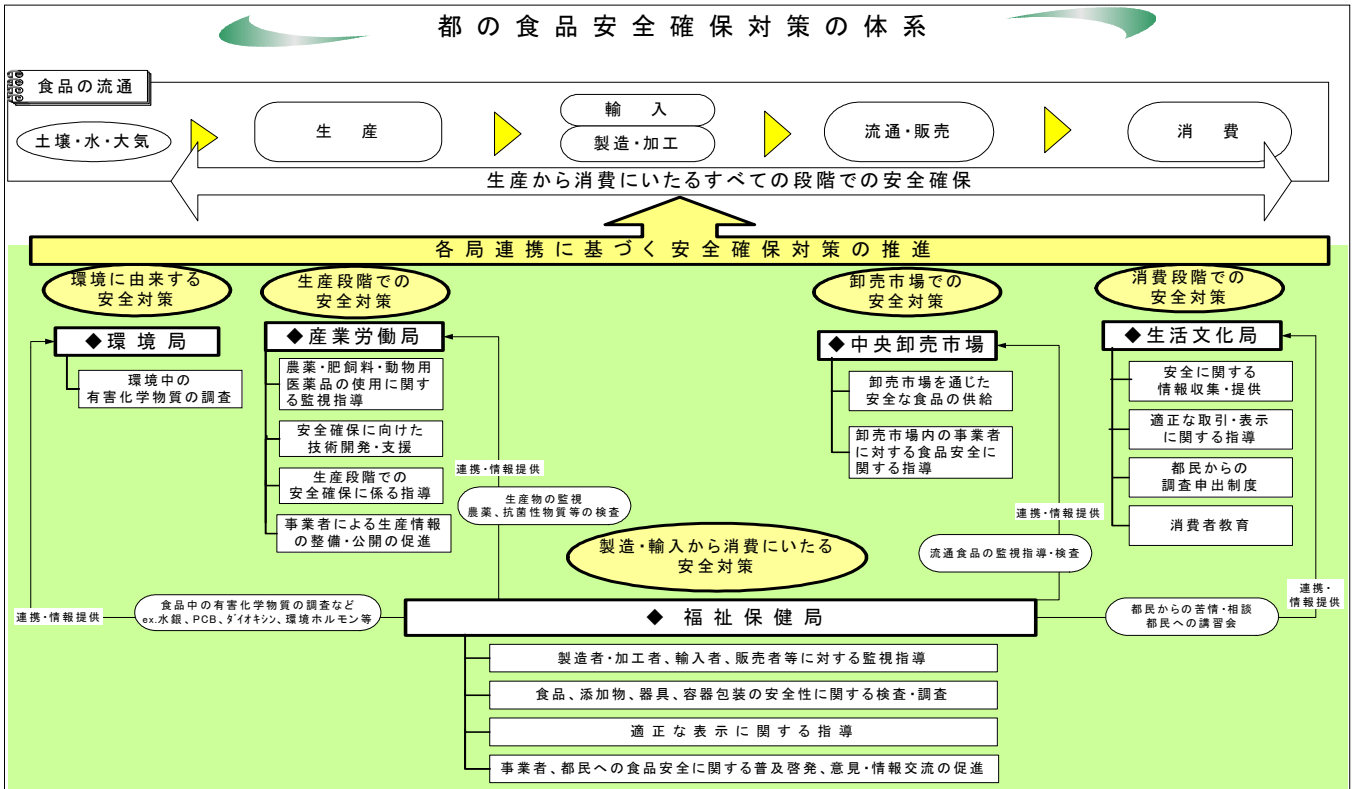 都の食品安全確保対策の体系
食品の流通
土壌・水・大気
生産
輸入
製造・加工
流通・販売
消費
生産から消費にいたるすべての段階での安全確保
各局連携に基づく安全確保対策の推進
環境に由来する
安全対策
◆環境局
環境中の
有害化学物質の調査
生産段階での
安全対策
◆産業労働局
農薬・肥飼料・動物用
医薬品の使用に関す
る監視指導
安全確保に向けた
技術開発・支援
生産段階での
安全確保に係る指導
事業者による生産情報
の整備・公開の促進
卸売市場での
安全対策
◆中央卸売市場
卸売市場を通じた
安全な食品の供給
卸売市場内の事業者
に対する食品安全に
関する指導
消費段階での
安全対策
◆生活文化局
安全に関する
情報収集・提供
適正な取引・表示
に関する指導
都民からの
調査申出制度
消費者教育
連携・情報提供
生産物の監視
農薬、抗菌性物質等の検査
連携・情報提供
流通食品の監視指導・検査
製造・輸入から消費にいたる
安全対策
連携・情報提供
食品中の有害化学物質の調査など
ex.水銀、PCB、ダイオキシン、環境ホルモン等
連携・
情報提供
都民からの苦情・相談
都民への講習会
◆福祉保健局
製造者・加工者、輸入者、販売者等に対する監視指導
食品、添加物、器具、容器包装の安全性に関する検査・調査
適正な表示に関する指導
事業者、都民への食品安全に関する普及啓発、意見・情報交流の促進